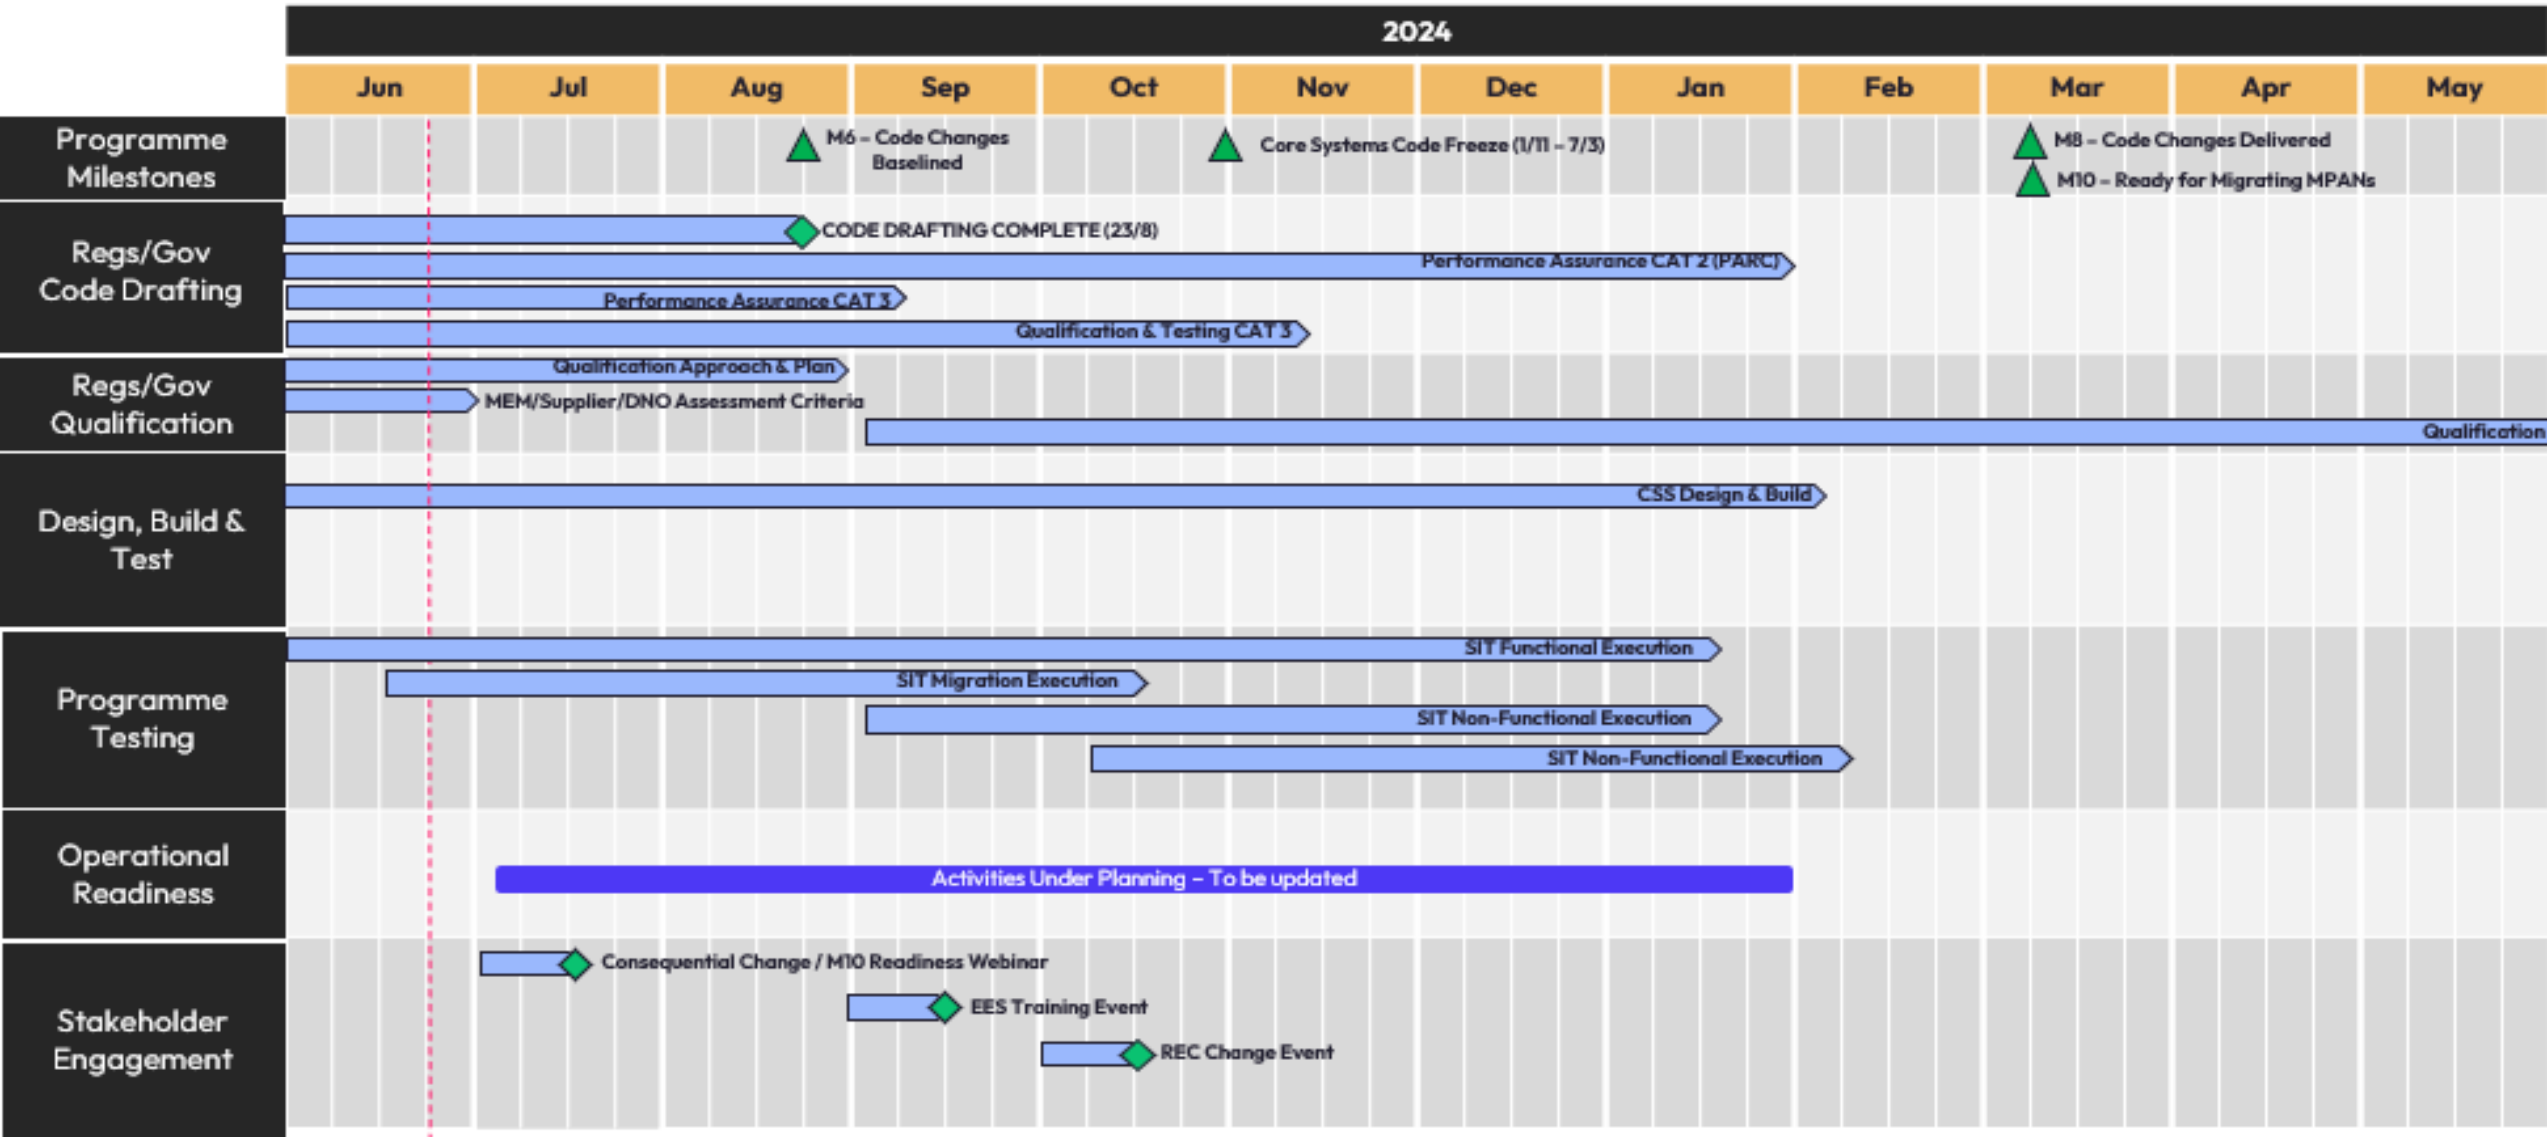 2024
Jun Jul Aug Sep Oct Nov Dec Jan Feb Mar Apr May
Programme
Milestones
M6 – Code Changes
Baselined
Core Systems Code Freeze (1/11 – 7/3)
M8 – Code Changes Delivered
M10 – Ready for Migrating MPANs
Regs/Gov
Code Drafting
CODE DRAFTING COMPLETE (23/8)
Performance Assurance CAT 2 (PARC)
Performance Assurance CAT 3
Qualification & Testing CAT 3
Regs/Gov
Qualification
Qualification Approach & Plan
MEM/Supplier/DNO Assessment Criteria
Qualification
Design, Build &
Test
CSS Design & Build
Programme
Testing
SIT Functional Execution
SIT Migration Execution
SIT Non-Functional Execution
SIT Non-Functional Execution
Operational
Readiness
Activities Under Planning – To be updated
Stakeholder
Engagement
Consequential Change / M10 Readiness Webinar
EES Training Event
REC Change Event